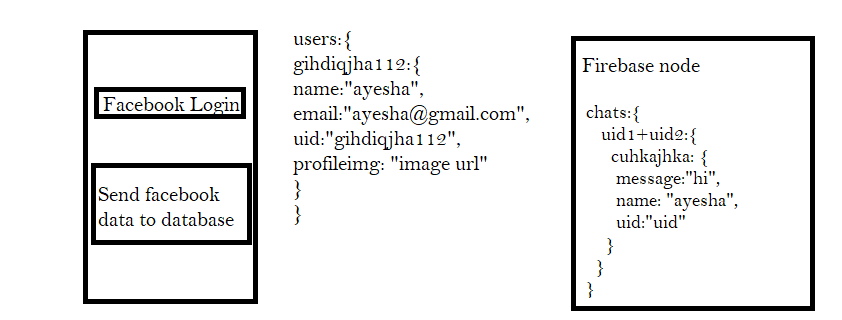 Facebook Login
Send facebook
data to database
users:{
gihdiqjha112:{
name:"ayesha",
email:"ayesha@gmail.com",
uid:"gihdiqjha112",
profileimg: "image url"
}
}
Firebase node
chats:{
uid1+uid2:{
cuhkajhka: {
message:"hi",
name: "ayesha",
uid:"uid"
}
}
}